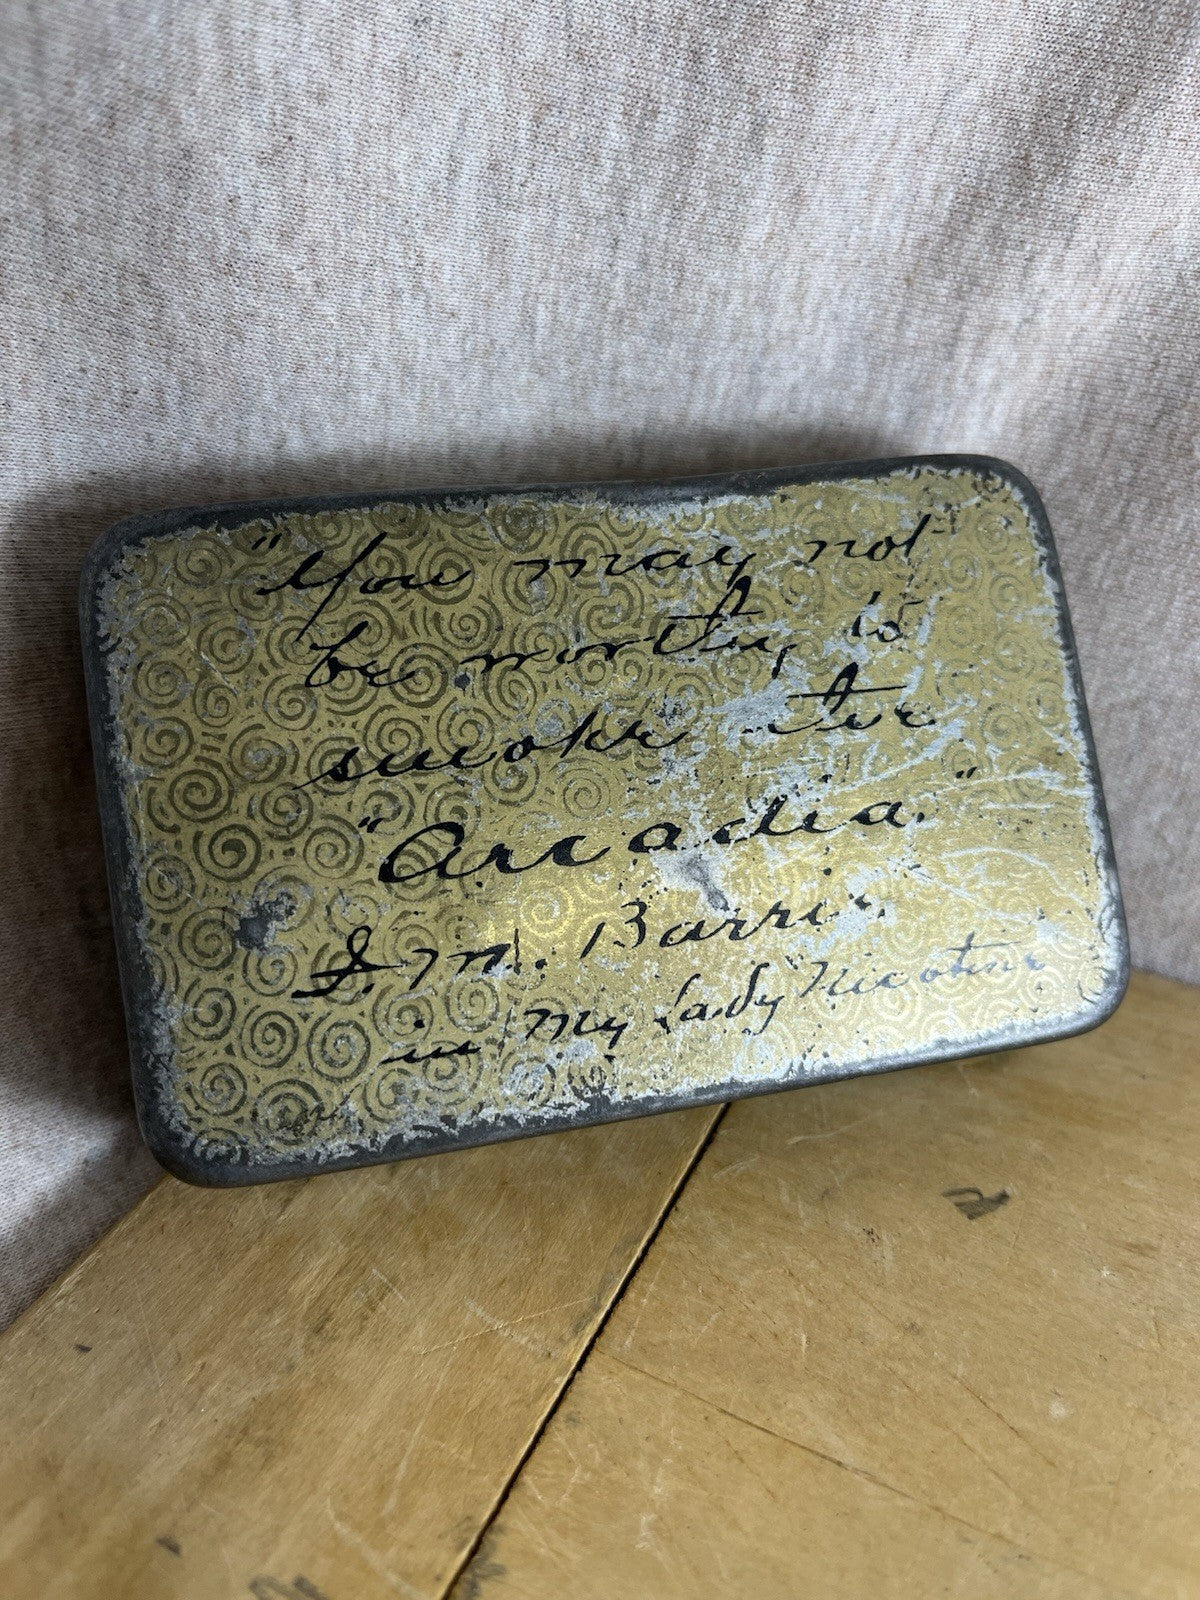 "You may not
be worthy to
smoke the
"Arcadia"
J. M. Barrie
in My Lady Nicotine